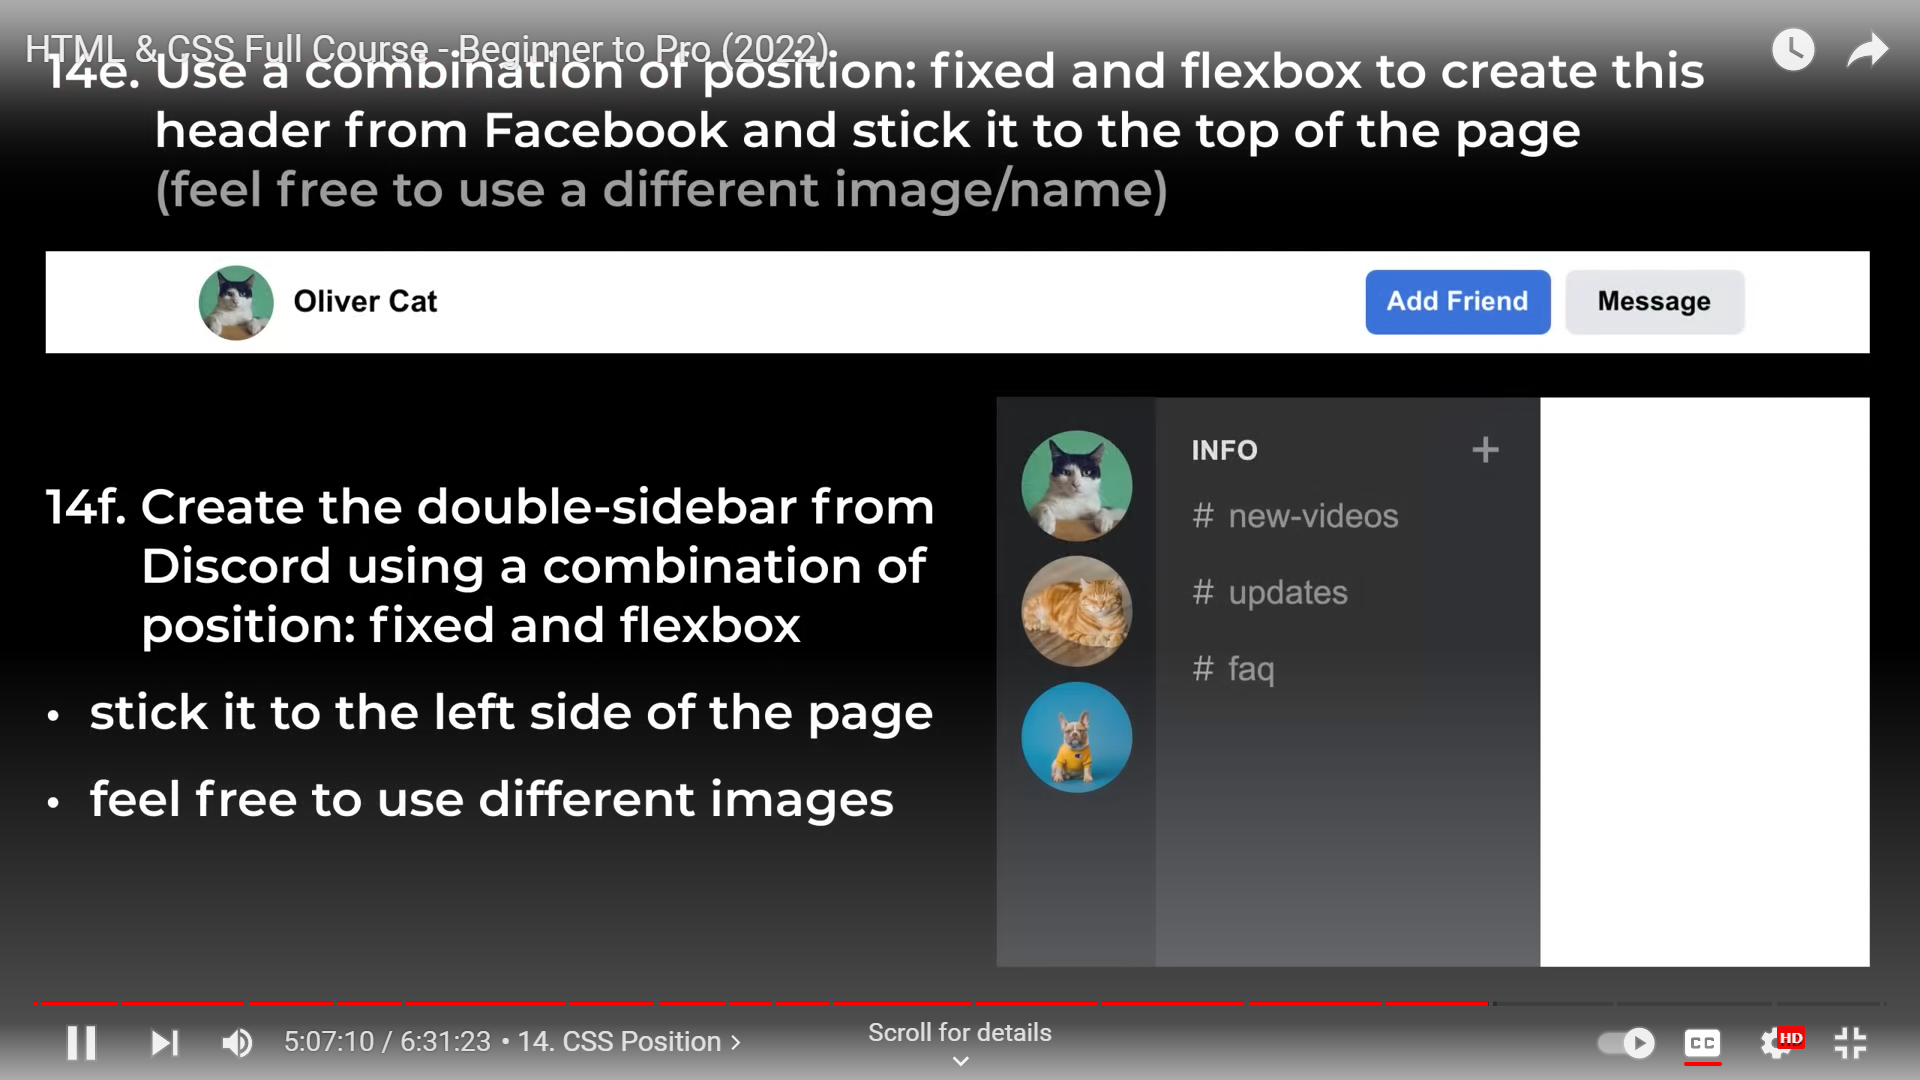 HTML & CSS Full Course - Beginner to Pro (2022)
14e. Use a combination of position: fixed and flexbox to create this
header from Facebook and stick it to the top of the page
(feel free to use a different image/name)
Oliver Cat
Add Friend
Message
14f. Create the double-sidebar from
Discord using a combination of
position: fixed and flexbox
• stick it to the left side of the page
• feel free to use different images
INFO +
# new-videos
# updates
# faq
5:07:10 / 6:31:23 • 14. CSS Position >
Scroll for details
CC
HD